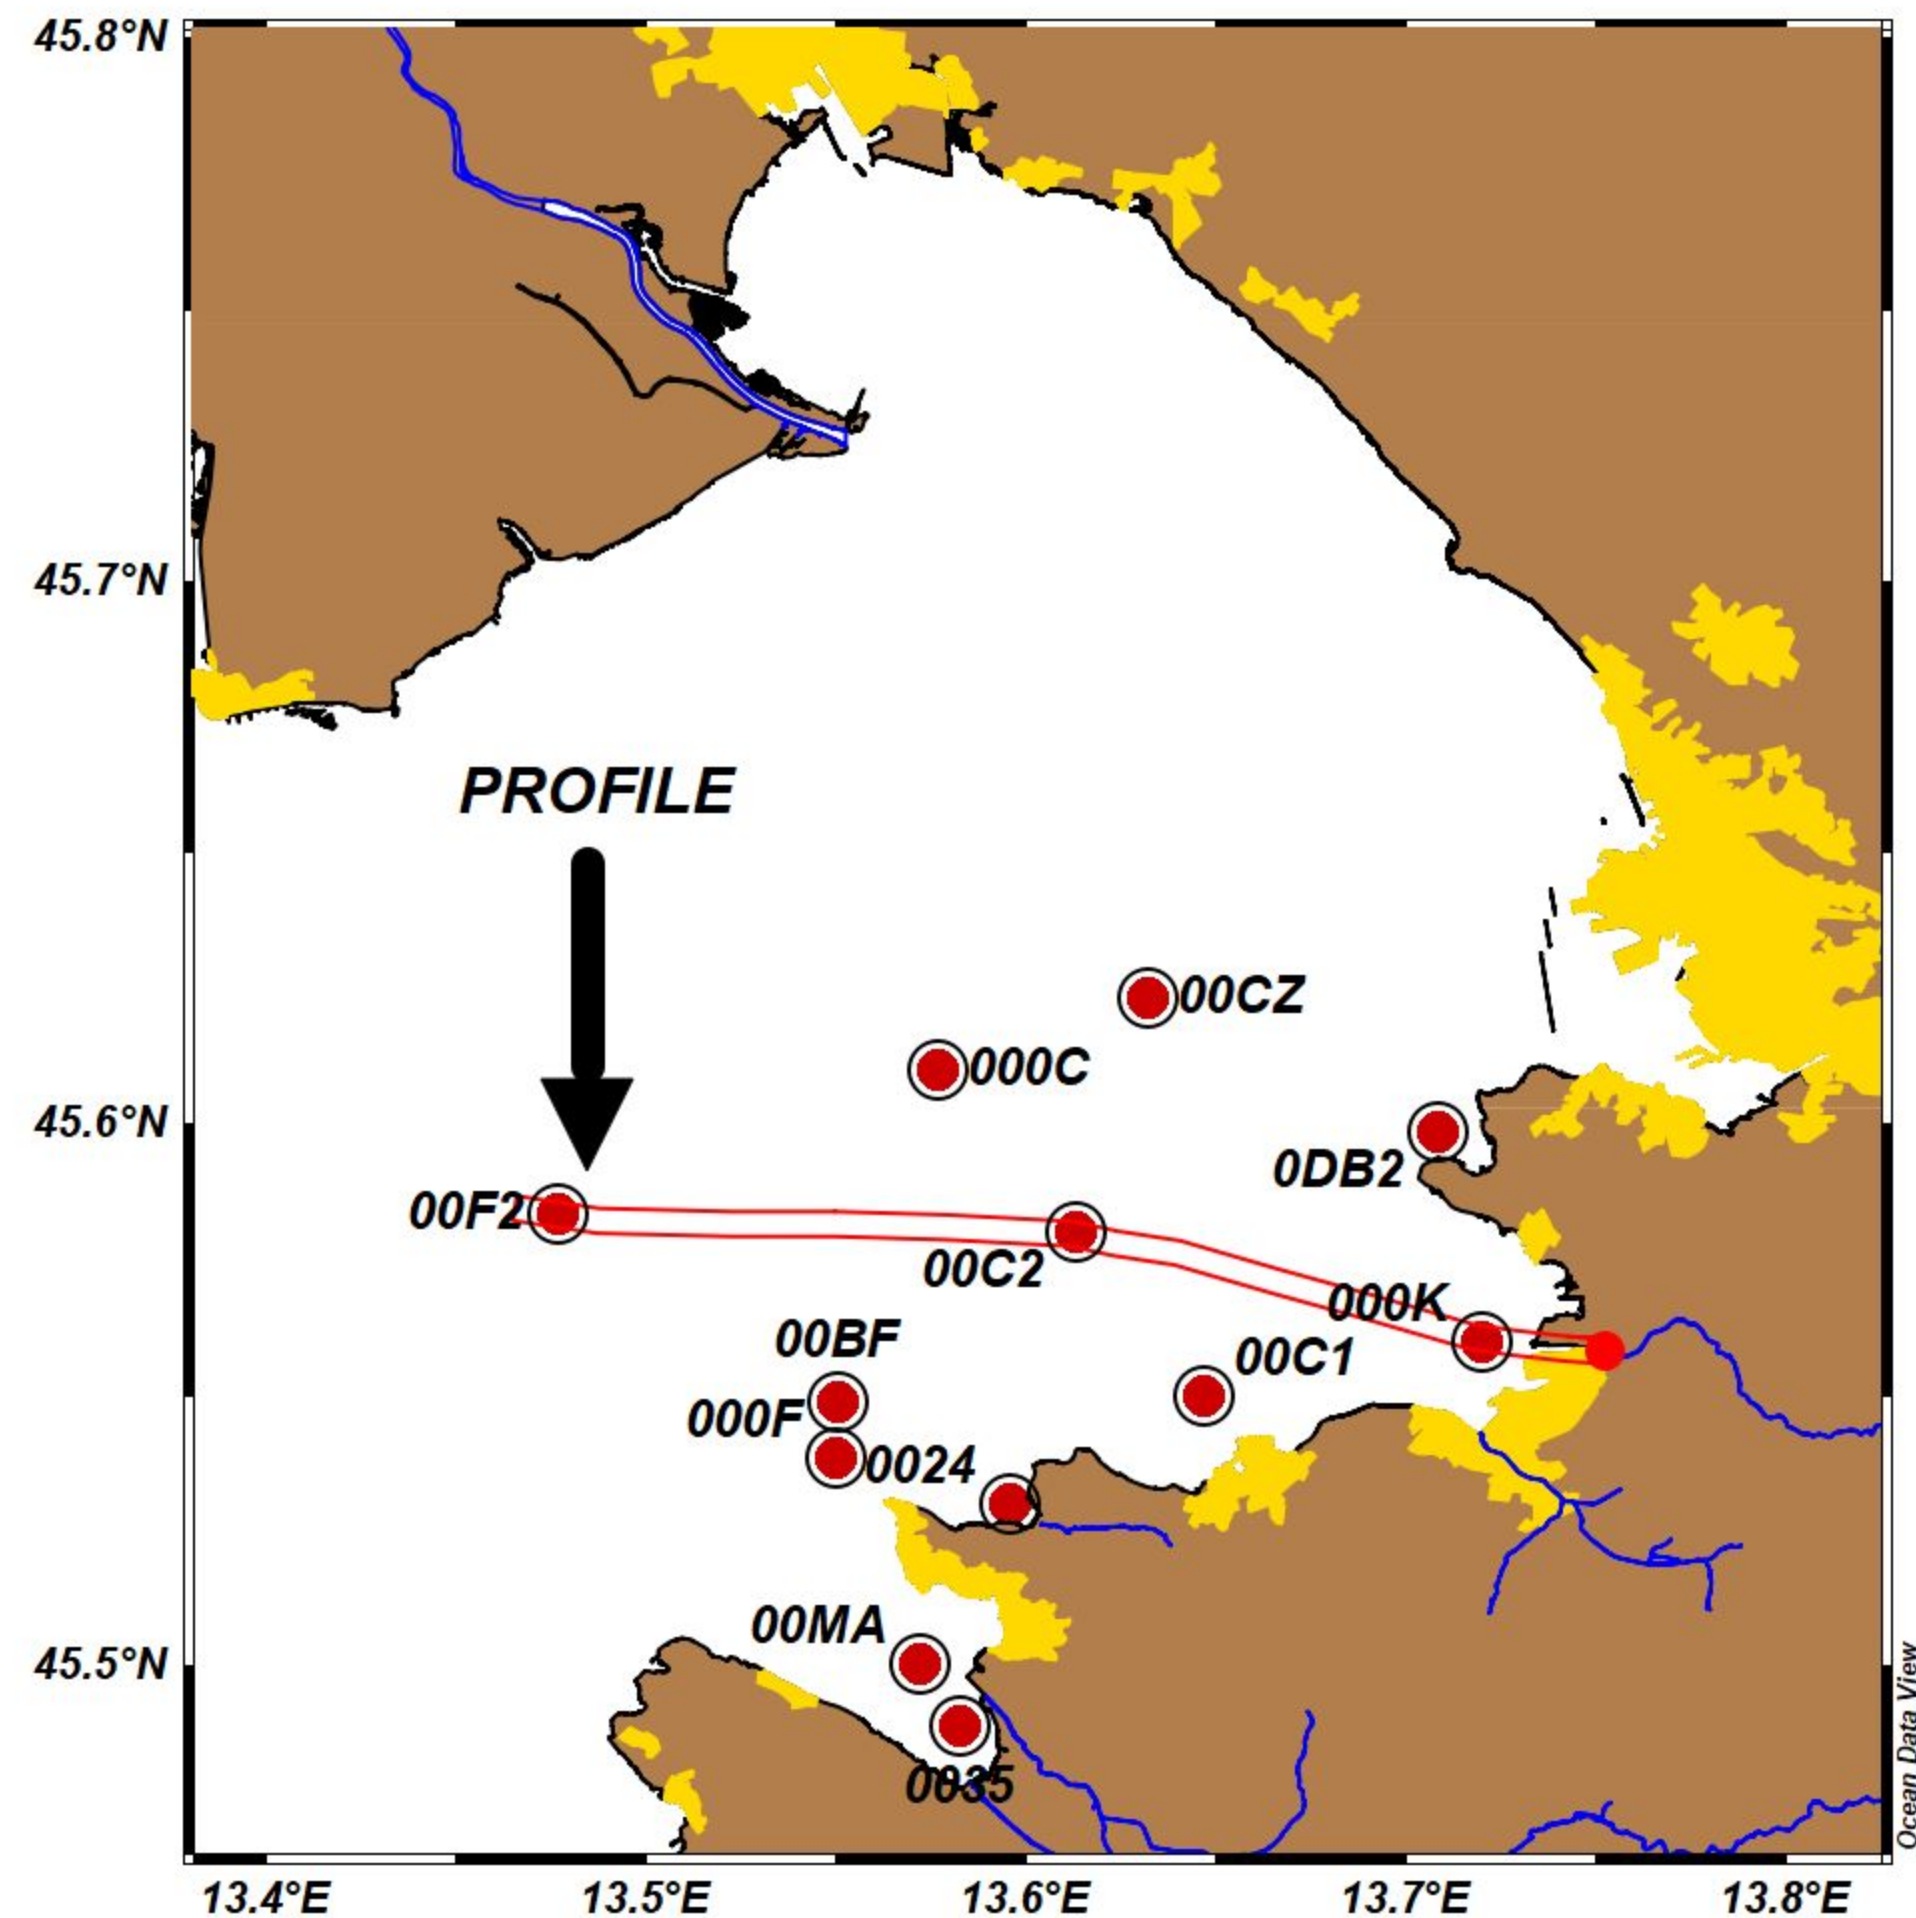 45.8°N
45.7°N
PROFILE
00CZ
000C
45.6°N
0DB2
00F2
00C2
000K
00BF
00C1
000F
0024
00MA
45.5°N
0035
Ocean Data View
13.4°E
13.5°E
13.6°E
13.7°E
13.8°E